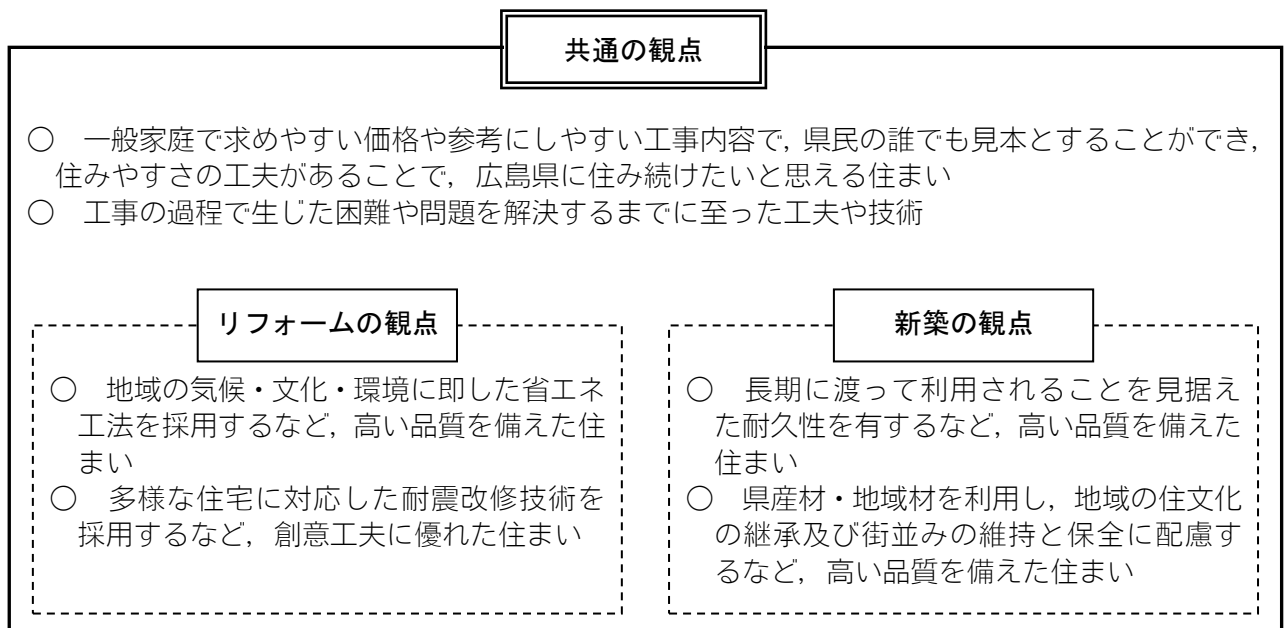 共通の観点
○　一般家庭で求めやすい価格や参考にしやすい工事内容で，県民の誰でも見本とすることができ，
住みやすさの工夫があることで，広島県に住み続けたいと思える住まい
○　工事の過程で生じた困難や問題を解決するまでに至った工夫や技術
リフォームの観点
○　地域の気候・文化・環境に即した省エネ
工法を採用するなど，高い品質を備えた住
まい
○　多様な住宅に対応した耐震改修技術を
採用するなど，創意工夫に優れた住まい
新築の観点
○　長期に渡って利用されることを見据え
た耐久性を有するなど，高い品質を備えた
住まい
○　県産材・地域材を利用し，地域の住文化
の継承及び街並みの維持と保全に配慮す
るなど，高い品質を備えた住まい